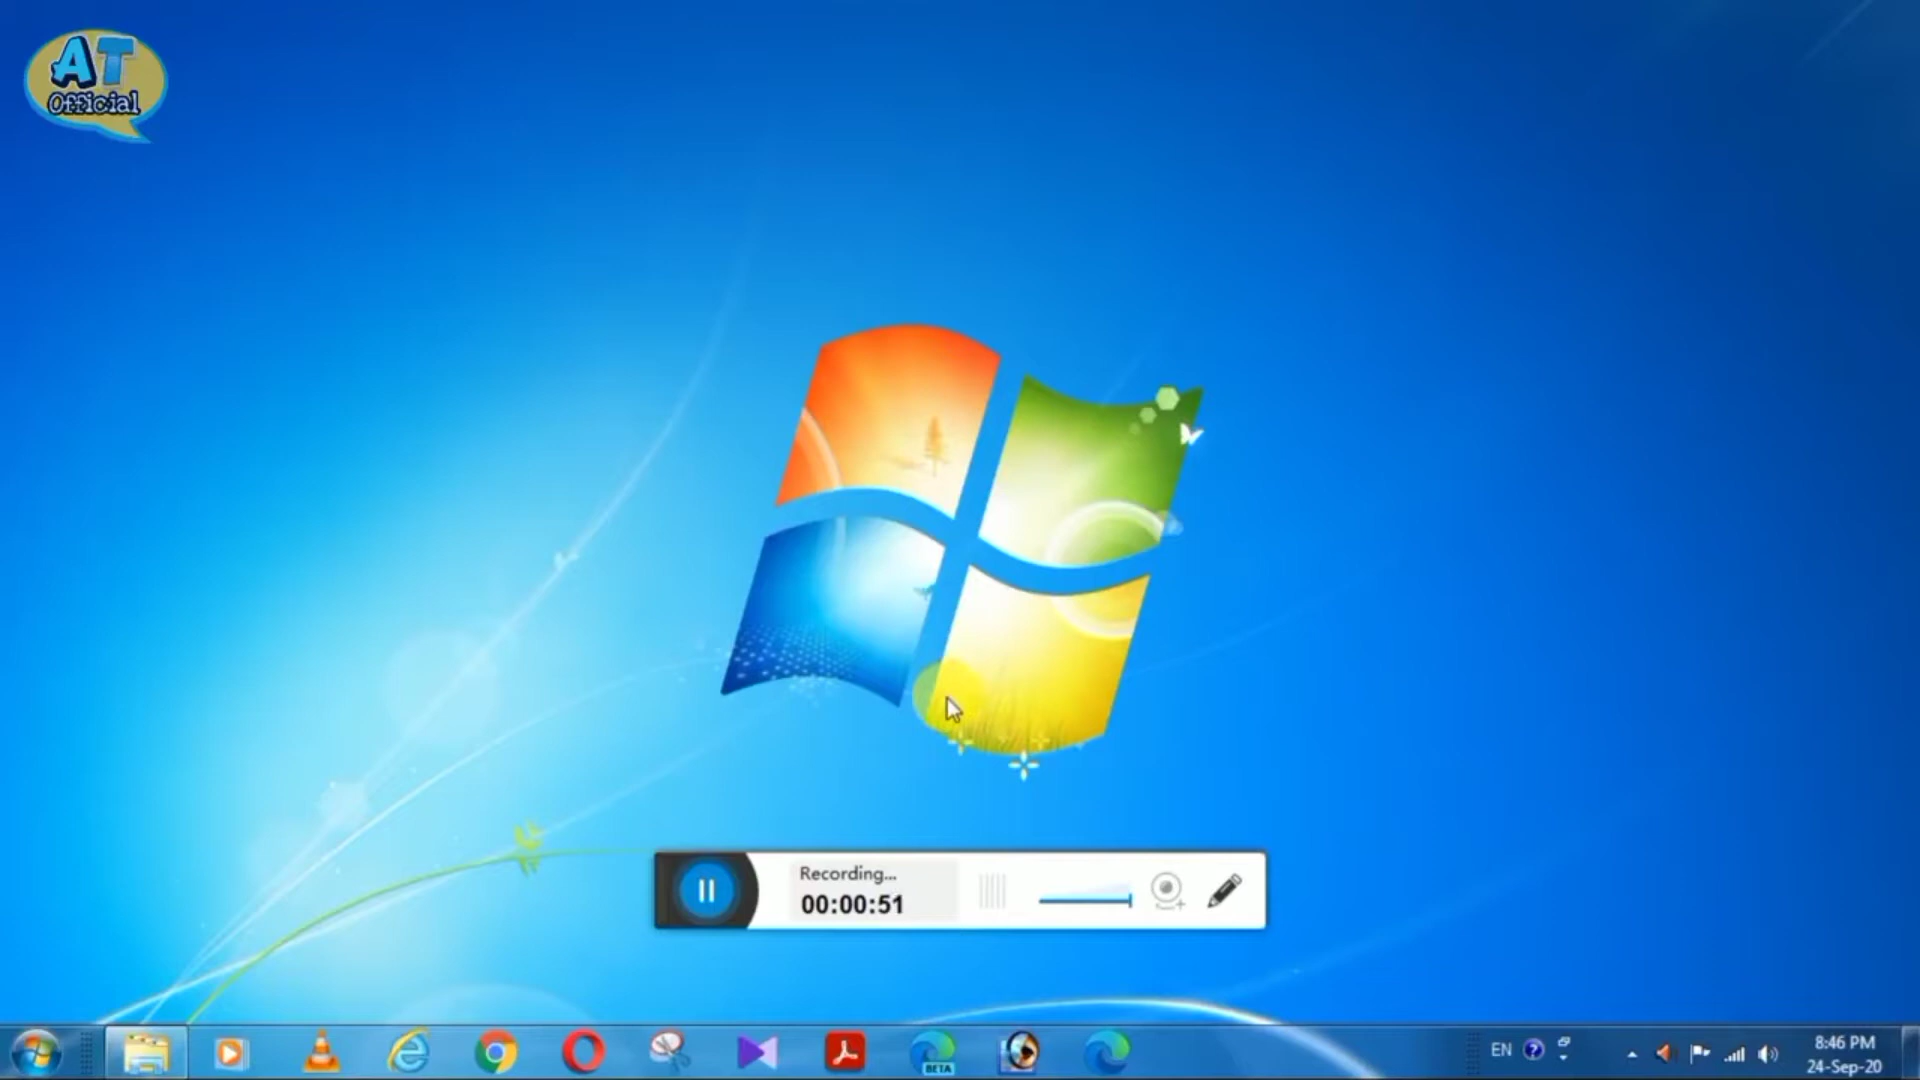 AT
Official
Recording...
00:00:51
BETA
EN
8:46 PM
24-Sep-20